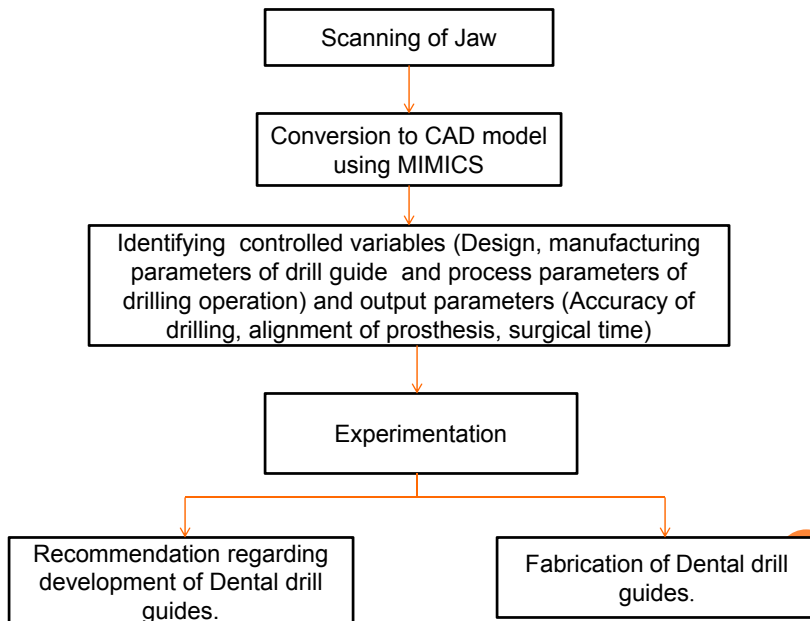 Scanning of Jaw
Conversion to CAD model
using MIMICS
Identifying controlled variables (Design, manufacturing
parameters of drill guide and process parameters of
drilling operation) and output parameters (Accuracy of
drilling, alignment of prosthesis, surgical time)
Experimentation
Recommendation regarding
development of Dental drill
guides.
Fabrication of Dental drill
guides.